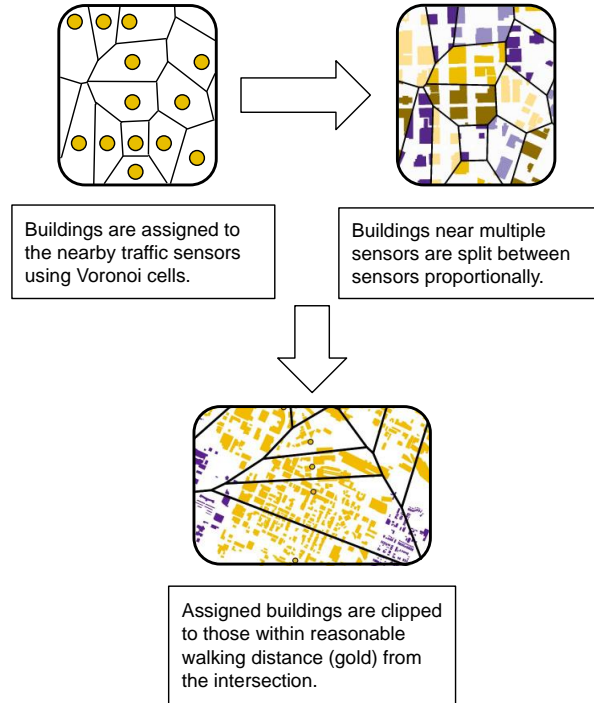 Buildings are assigned to
the nearby traffic sensors
using Voronoi cells.
Buildings near multiple
sensors are split between
sensors proportionally.
Assigned buildings are clipped
to those within reasonable
walking distance (gold) from
the intersection.